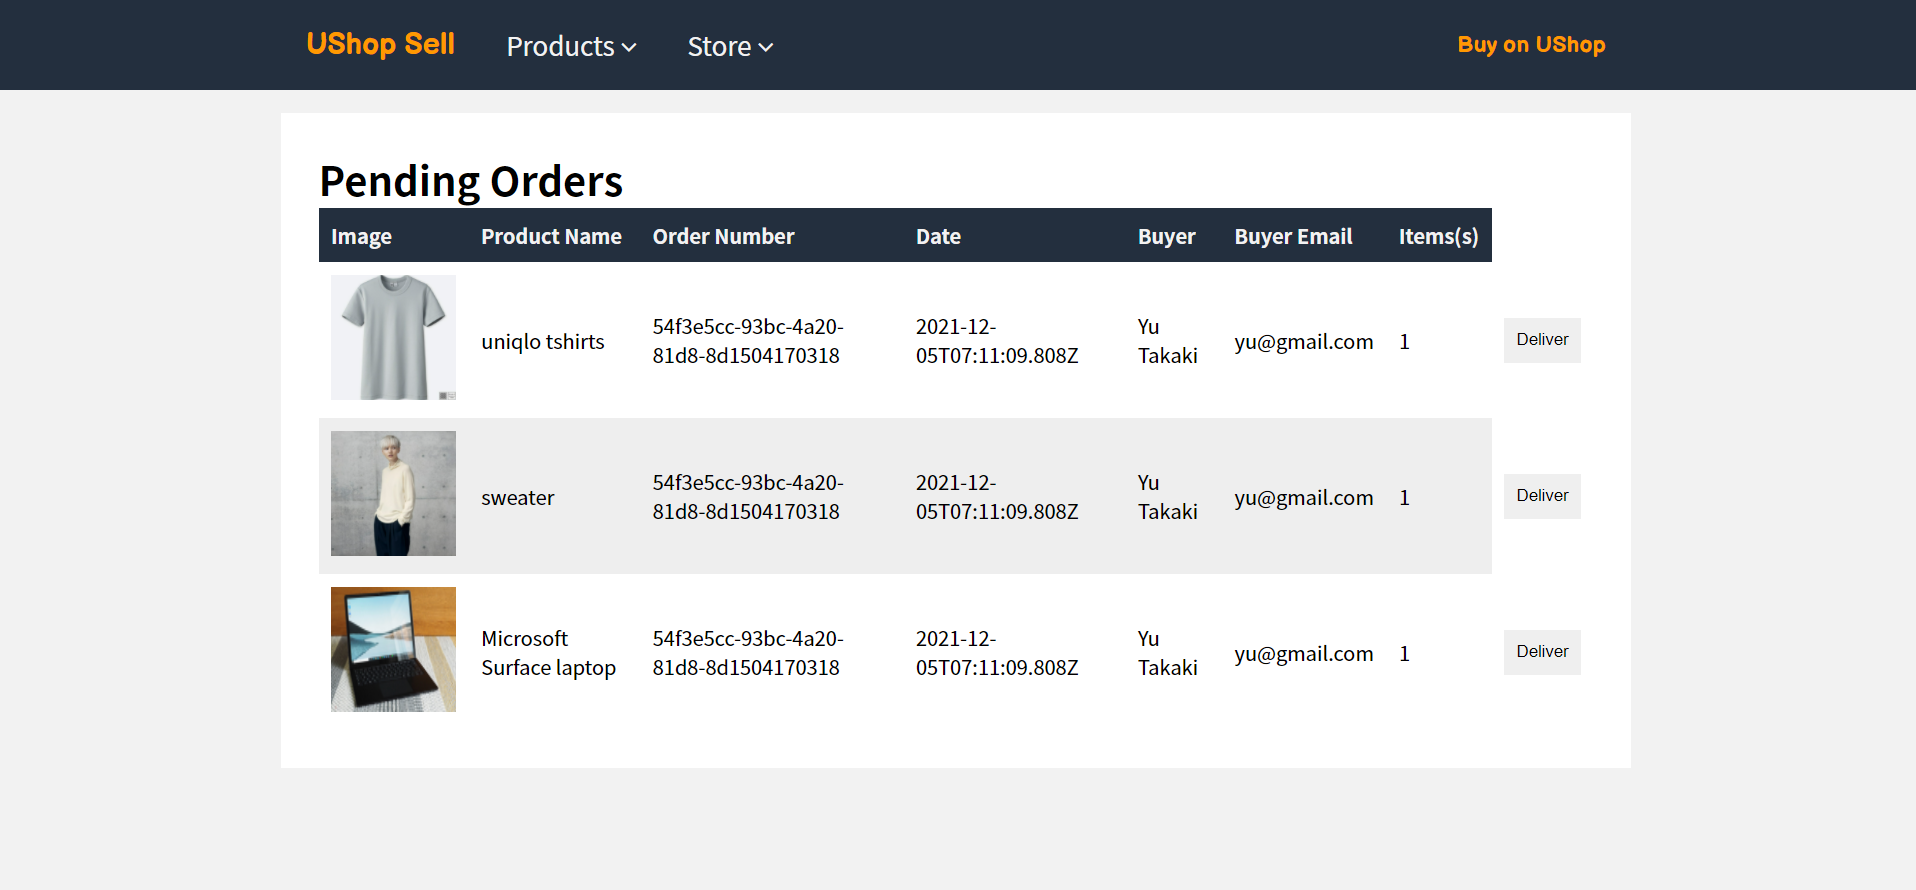 UShop Sell Products Store Buy on UShop
Pending Orders
Image Product Name Order Number Date Buyer Buyer Email Items(s)
uniqlo tshirts 54f3e5cc-93bc-4a20- 2021-12- Yu yu@gmail.com 1 Deliver
81d8-8d1504170318 05T07:11:09.808Z Takaki
sweater 54f3e5cc-93bc-4a20- 2021-12- Yu yu@gmail.com 1 Deliver
81d8-8d1504170318 05T07:11:09.808Z Takaki
Microsoft 54f3e5cc-93bc-4a20- 2021-12- Yu yu@gmail.com 1 Deliver
Surface laptop 81d8-8d1504170318 05T07:11:09.808Z Takaki